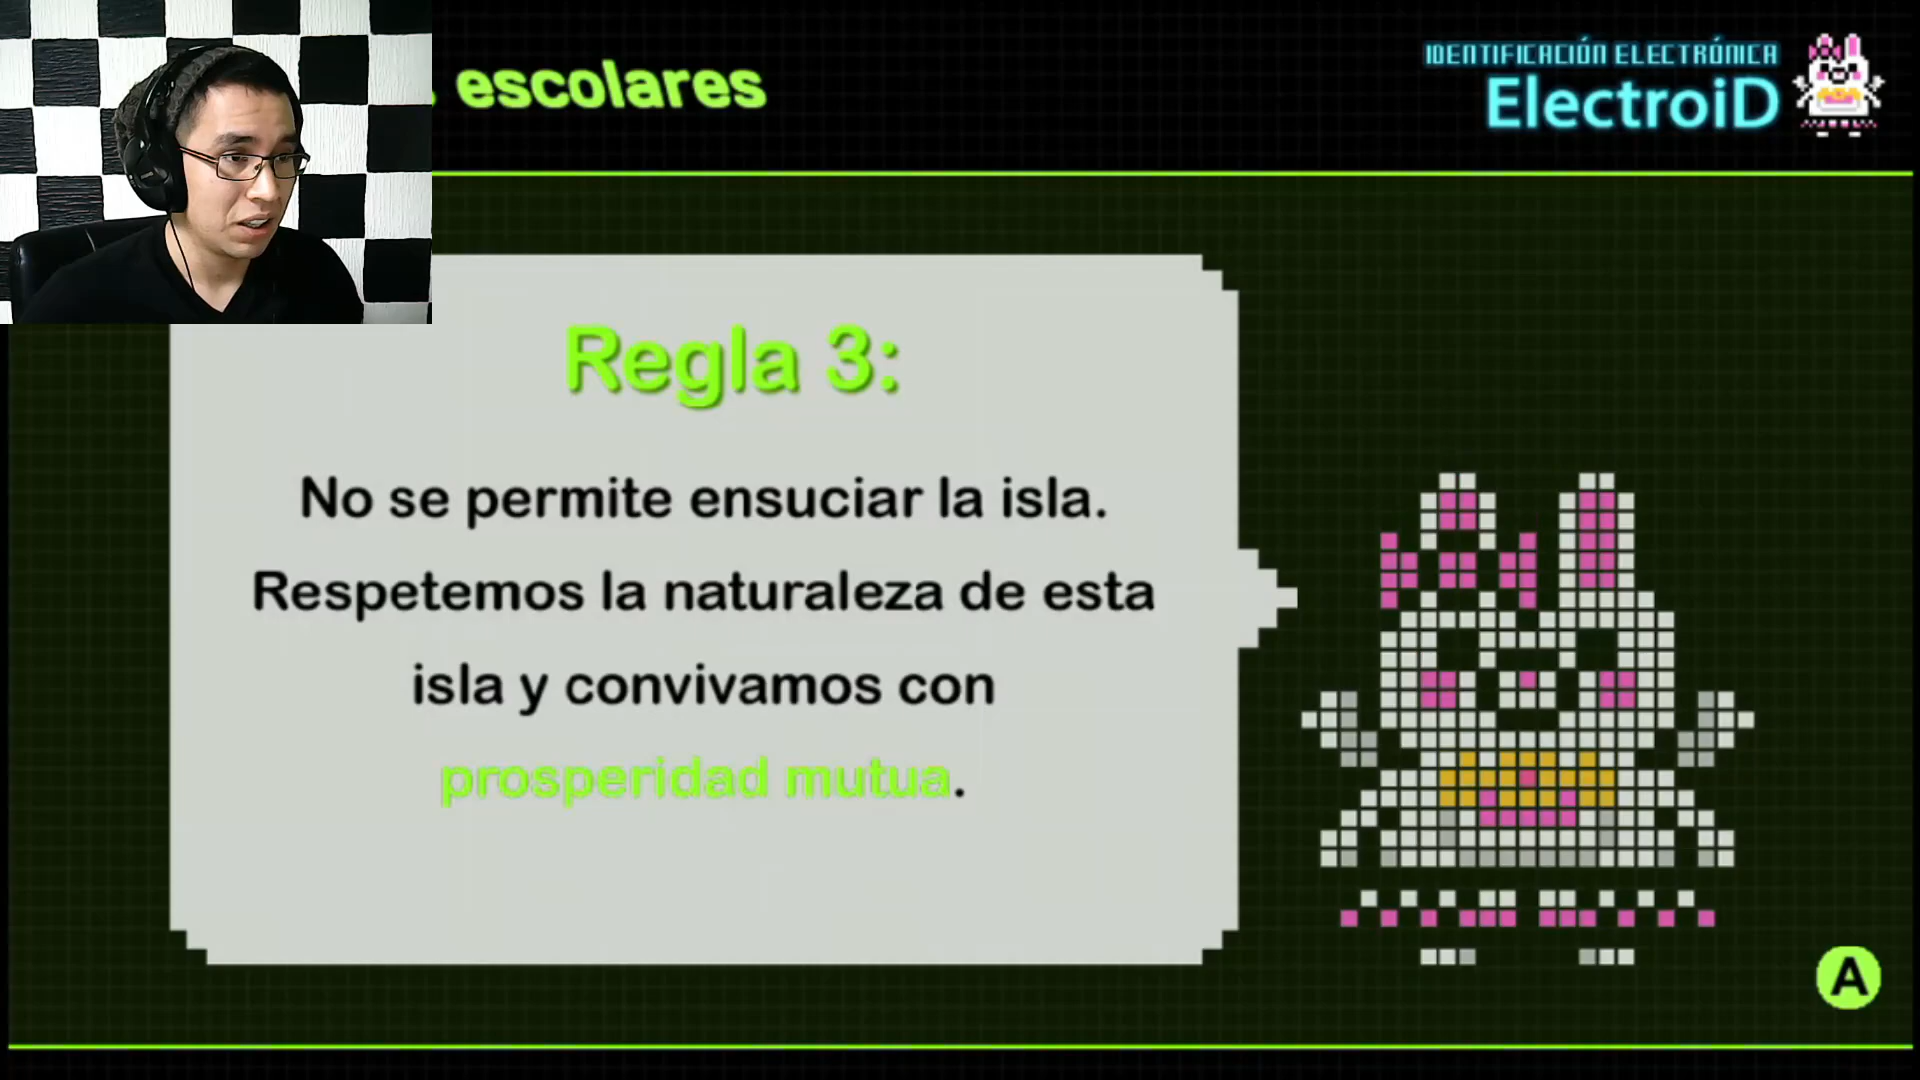 escolares
IDENTIFICACIÓN ELECTRÓNICA
ElectroiD
Regla 3:
No se permite ensuciar la isla.
Respetemos la naturaleza de esta
isla y convivamos con
prosperidad mutua.
A